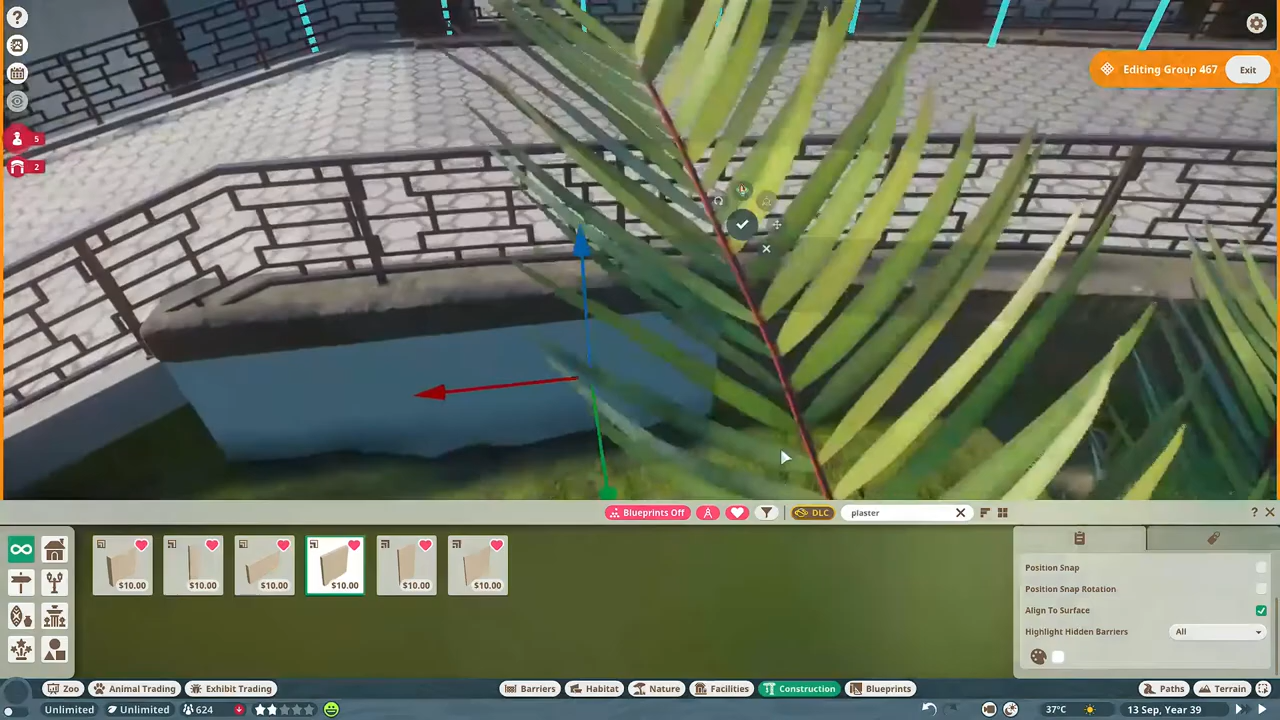 ?
Editing Group 467
Exit
5
2
Blueprints Off
DLC
plaster
?
$10.00
$10.00
$10.00
$10.00
$10.00
$10.00
Position Snap
Position Snap Rotation
Align To Surface
Highlight Hidden Barriers
All
Zoo
Animal Trading
Exhibit Trading
Barriers
Habitat
Nature
Facilities
Construction
Blueprints
Paths
Terrain
Unlimited
Unlimited
624
37°C
13 Sep, Year 39